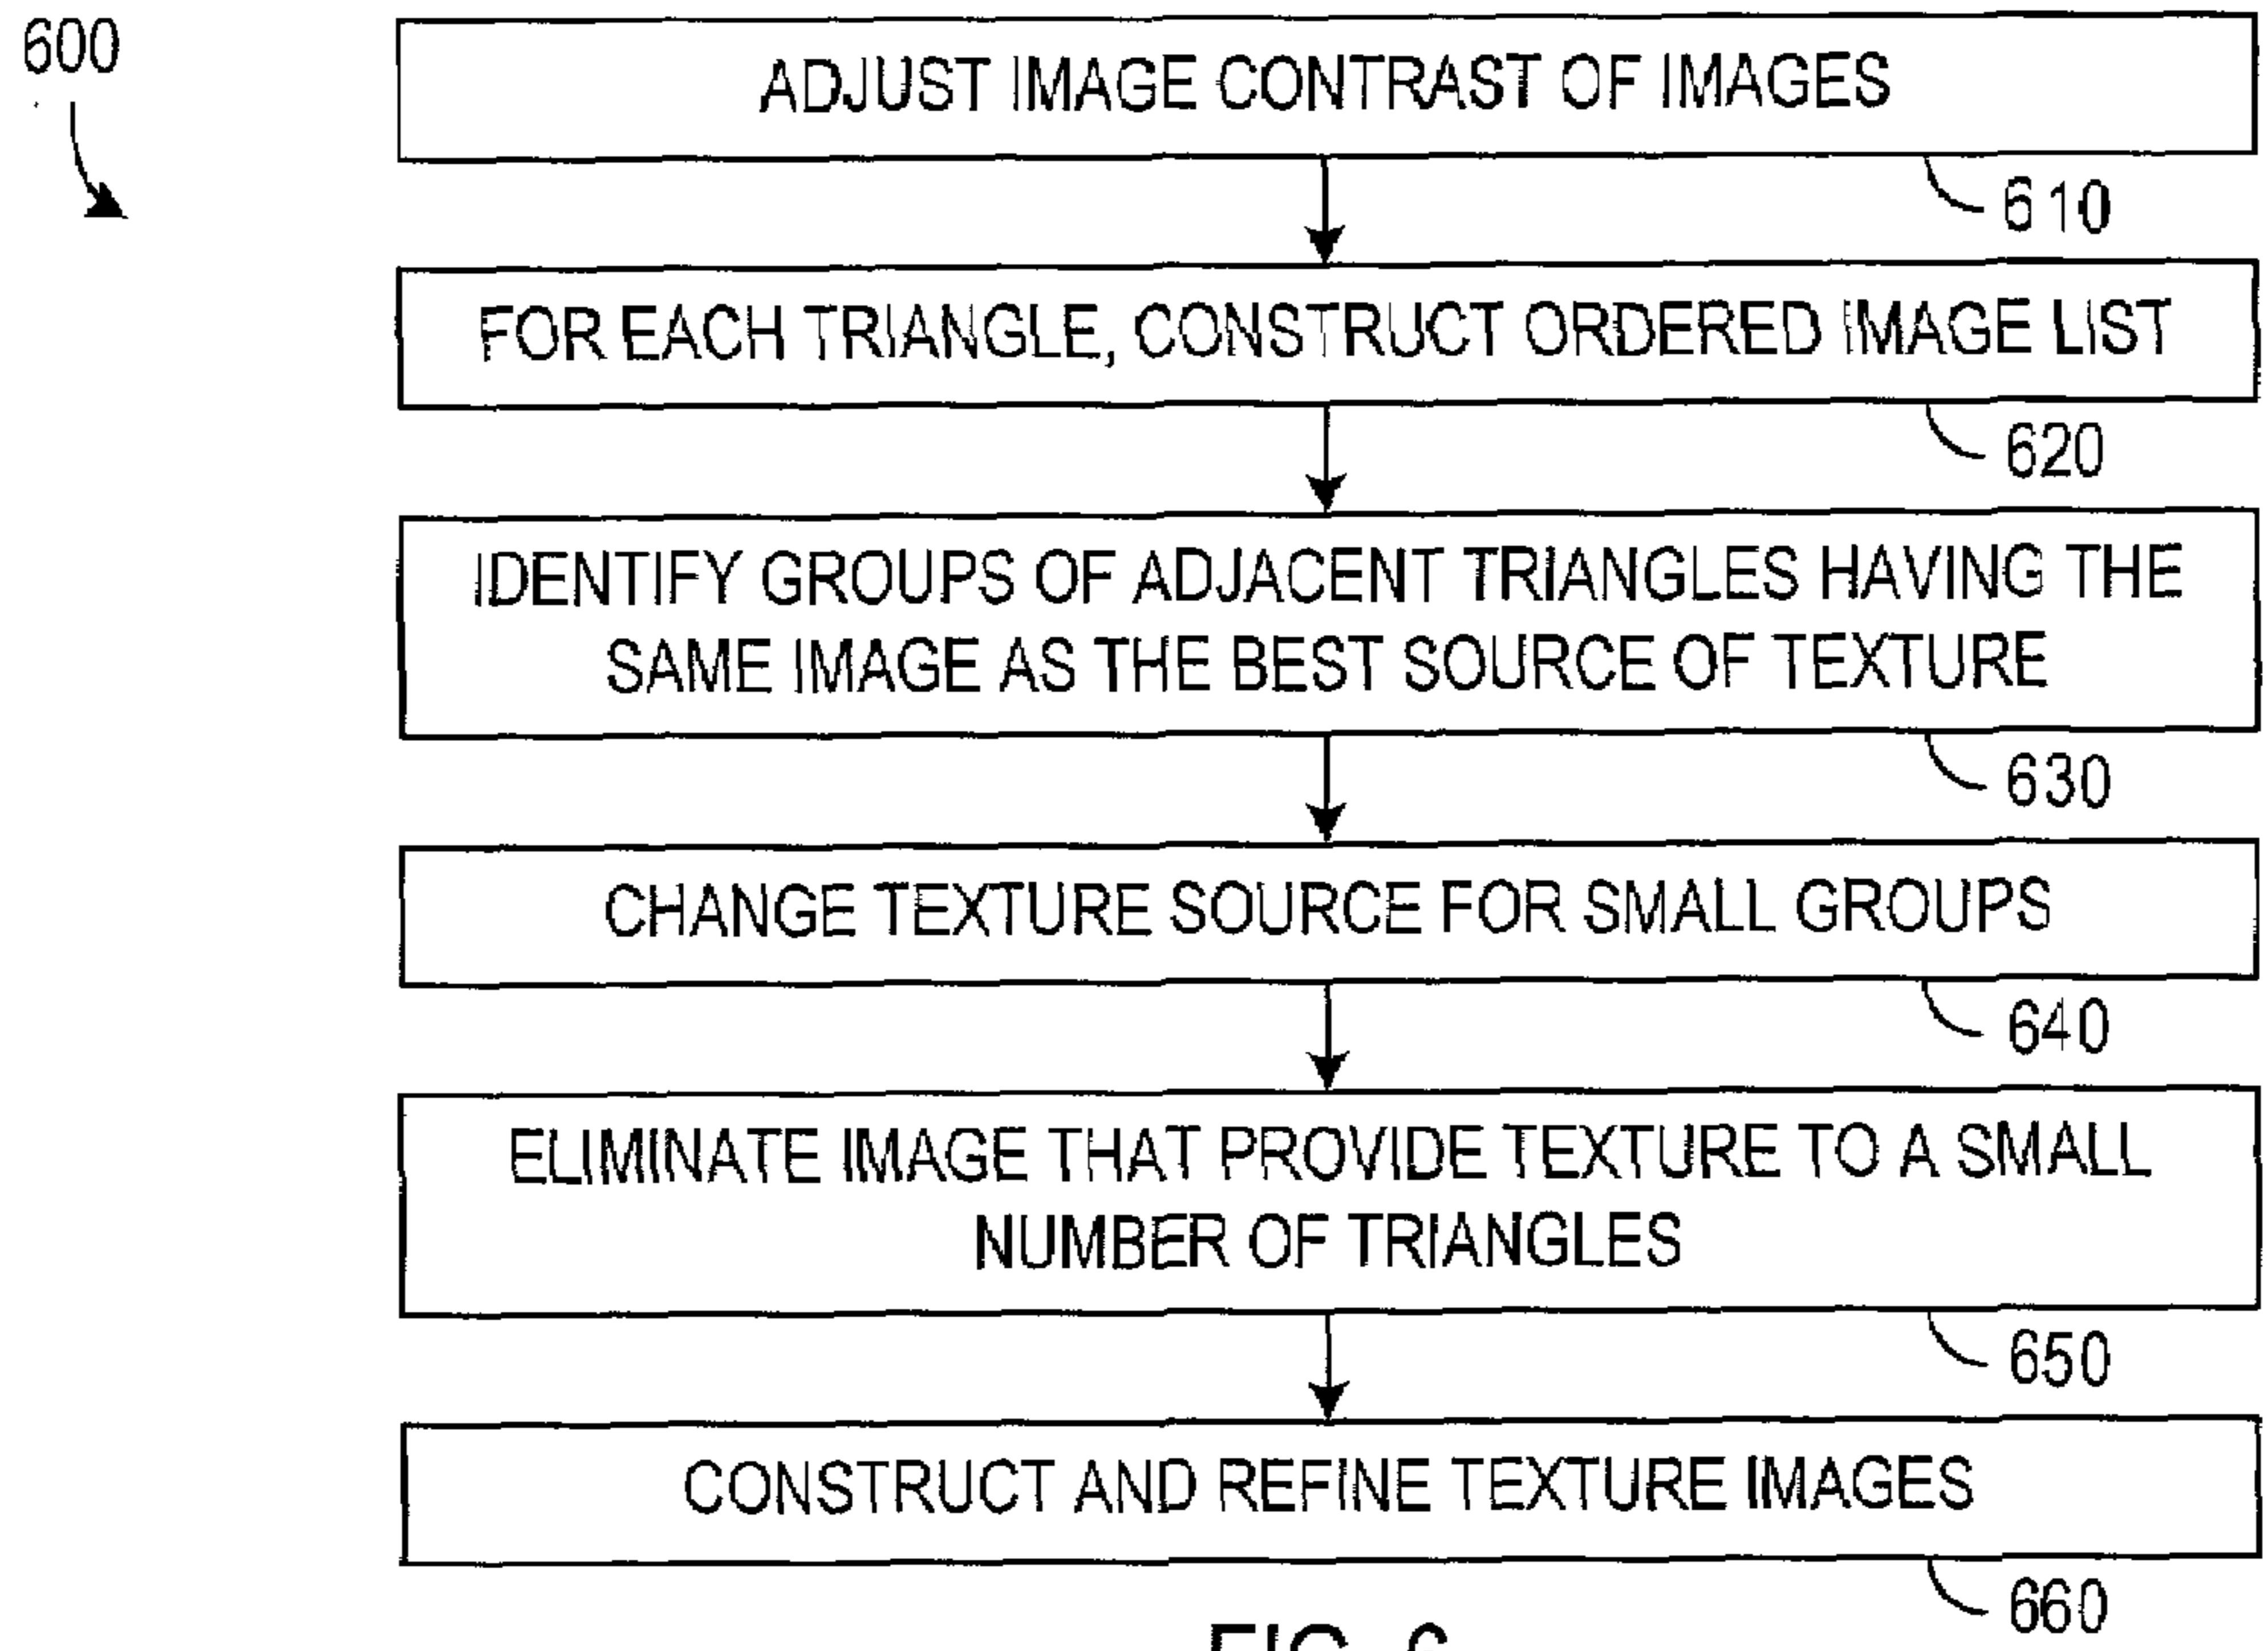 600
ADJUST IMAGE CONTRAST OF IMAGES
610
FOR EACH TRIANGLE, CONSTRUCT ORDERED IMAGE LIST
620
IDENTIFY GROUPS OF ADJACENT TRIANGLES HAVING THE
SAME IMAGE AS THE BEST SOURCE OF TEXTURE
630
CHANGE TEXTURE SOURCE FOR SMALL GROUPS
640
ELIMINATE IMAGE THAT PROVIDE TEXTURE TO A SMALL
NUMBER OF TRIANGLES
650
CONSTRUCT AND REFINE TEXTURE IMAGES
660
FIG. 6